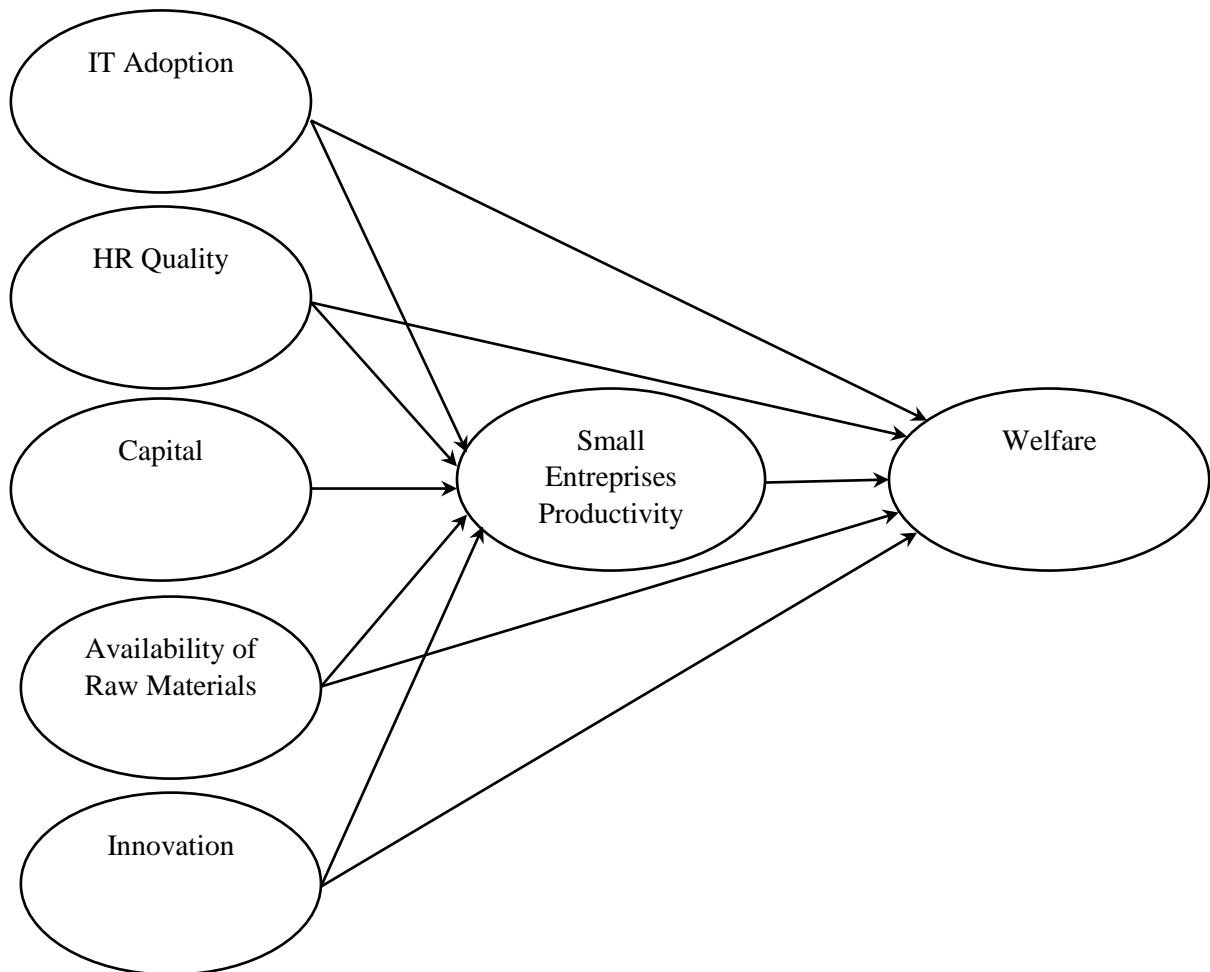 IT Adoption
HR Quality
Capital
Small
Entreprises
Productivity
Welfare
Availability of
Raw Materials
Innovation